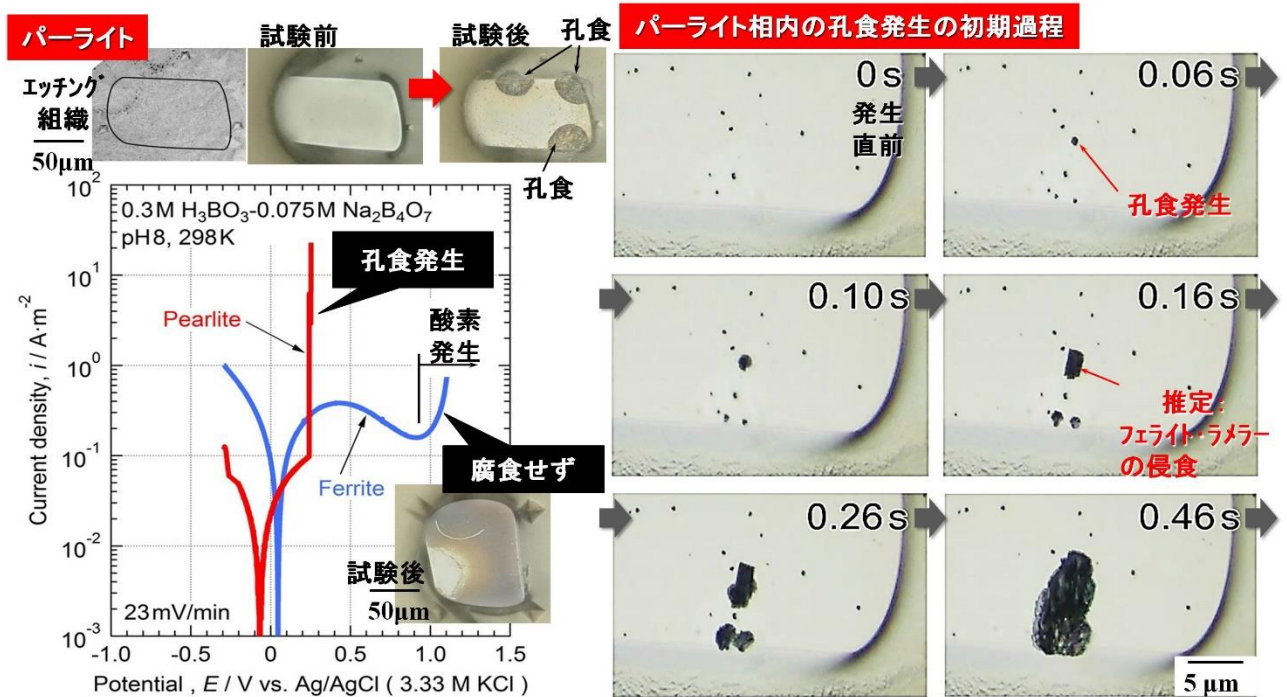 パーライト
試験前
試験後
孔食
エッチング
組織
50μm
孔食
10²
10¹
10⁰
10⁻¹
10⁻²
10⁻³
Current density, i / A·m⁻²
0.3M H₃BO₃-0.075M Na₂B₄O₇
pH8, 298K
孔食発生
Pearlite
酸素
発生
Ferrite
腐食せず
試験後
50μm
23mV/min
-1.0 -0.5 0 0.5 1.0 1.5
Potential , E / V vs. Ag/AgCl ( 3.33 M KCl )
パーライト相内の孔食発生の初期過程
0s
発生
直前
0.06s
孔食発生
0.10s
0.16s
推定:
フェライト・ラメラー
の侵食
0.26s
0.46s
5 μm